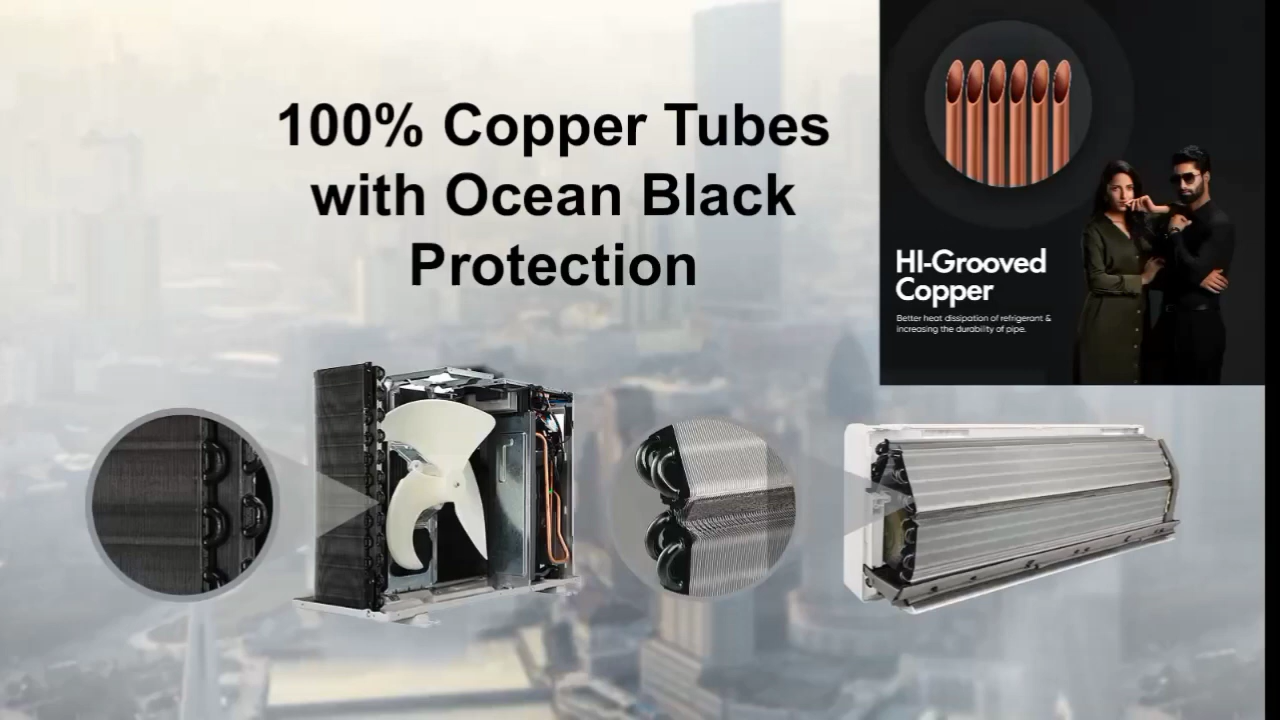 100% Copper Tubes
with Ocean Black
Protection
HI-Grooved
Copper
Better heat dissipation of refrigerant &
increasing the durability of pipe.